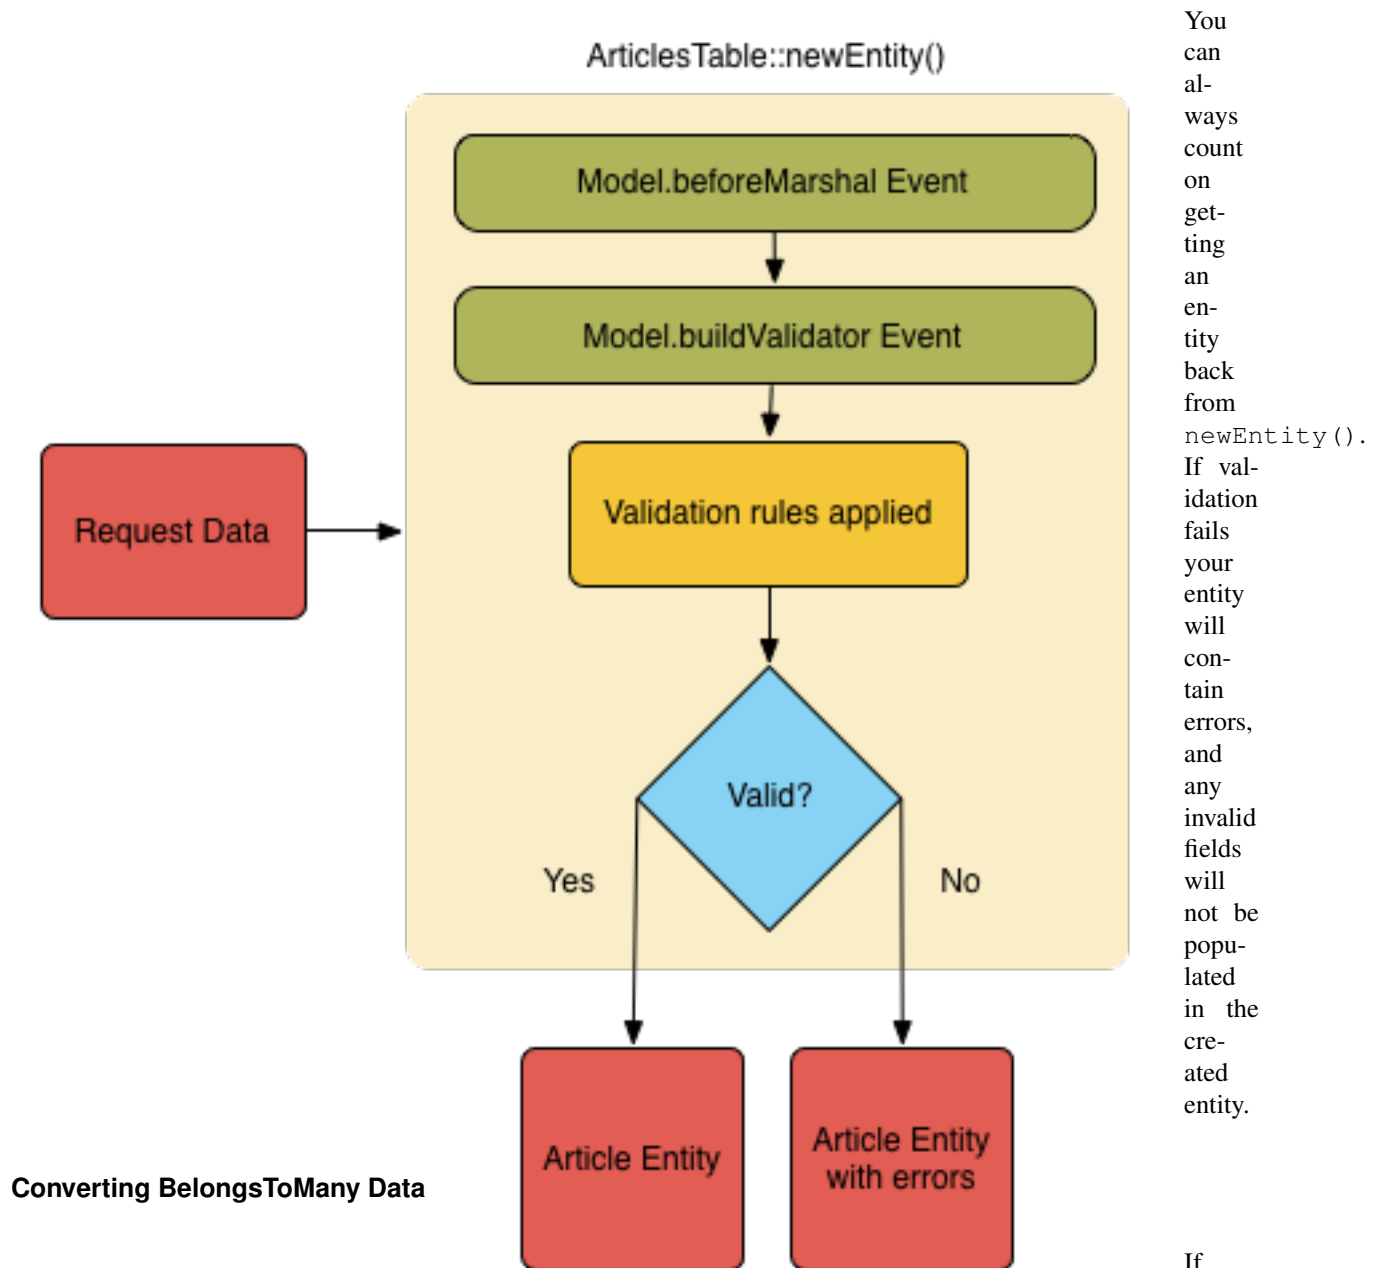 ArticlesTable::newEntity()
Model.beforeMarshal Event
Model.buildValidator Event
Validation rules applied
Request Data
Valid?
Yes
No
Article Entity
Article Entity
with errors
You
can
al-
ways
count
on
get-
ting
an
en-
tity
back
from
newEntity().
If val-
idation
fails
your
entity
will
con-
tain
errors,
and
any
invalid
fields
will
not be
popu-
lated
in the
cre-
ated
entity.
Converting BelongsToMany Data
If